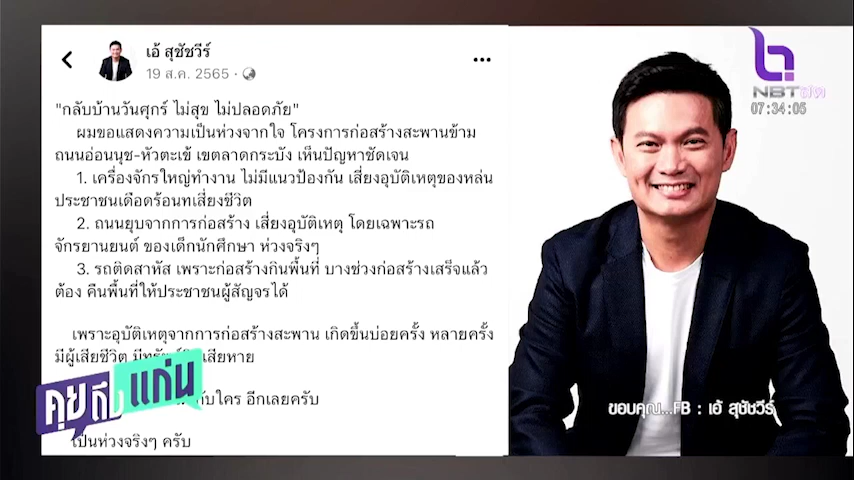 เอ้ สุชัชวีร์
19 ส.ค. 2565 ·
"กลับบ้านวันศุกร์ ไม่สุข ไม่ปลอดภัย"
ผมขอแสดงความเป็นห่วงจากใจ โครงการก่อสร้างสะพานข้าม
ถนนอ่อนนุช-หัวตะเข้ เขตลาดกระบัง เห็นปัญหาชัดเจน
1. เครื่องจักรใหญ่ทำงาน ไม่มีแนวป้องกัน เสี่ยงอุบัติเหตุของหล่น
ประชาชนเดือดร้อนทเสี่ยงชีวิต
2. ถนนยุบจากการก่อสร้าง เสี่ยงอุบัติเหตุ โดยเฉพาะรถ
จักรยานยนต์ ของเด็กนักศึกษา ห่วงจริงๆ
3. รถติดสาหัส เพราะก่อสร้างกินพื้นที่ บางช่วงก่อสร้างเสร็จแล้ว
ต้อง คืนพื้นที่ให้ประชาชนผู้สัญจรได้
เพราะอุบัติเหตุจากการก่อสร้างสะพาน เกิดขึ้นบ่อยครั้ง หลายครั้ง
มีผู้เสียชีวิต เสียหาย
กับใคร อีกเลยครับ
เป็นห่วงจริงๆ ครับ
คุยถึงแก่น
NBT
07:34:05
ขอบคุณ...FB : เอ้ สุชัชวีร์